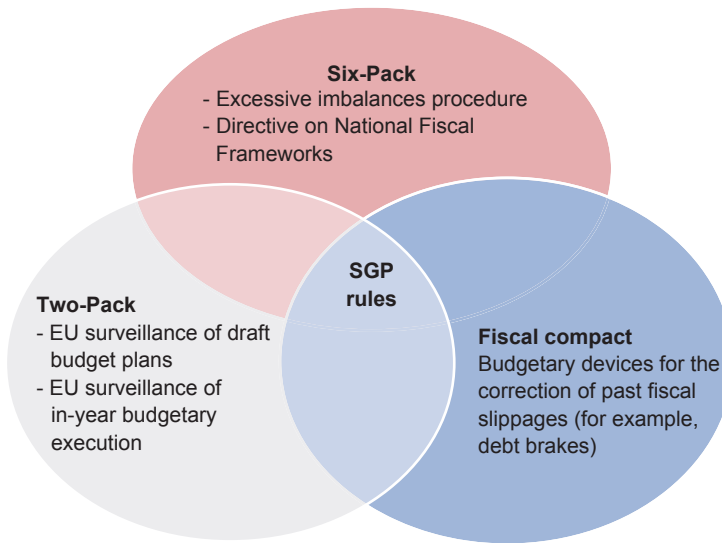 Six-Pack
- Excessive imbalances procedure
- Directive on National Fiscal
Frameworks
SGP
rules
Two-Pack
- EU surveillance of draft
budget plans
- EU surveillance of
in-year budgetary
execution
Fiscal compact
Budgetary devices for the
correction of past fiscal
slippages (for example,
debt brakes)